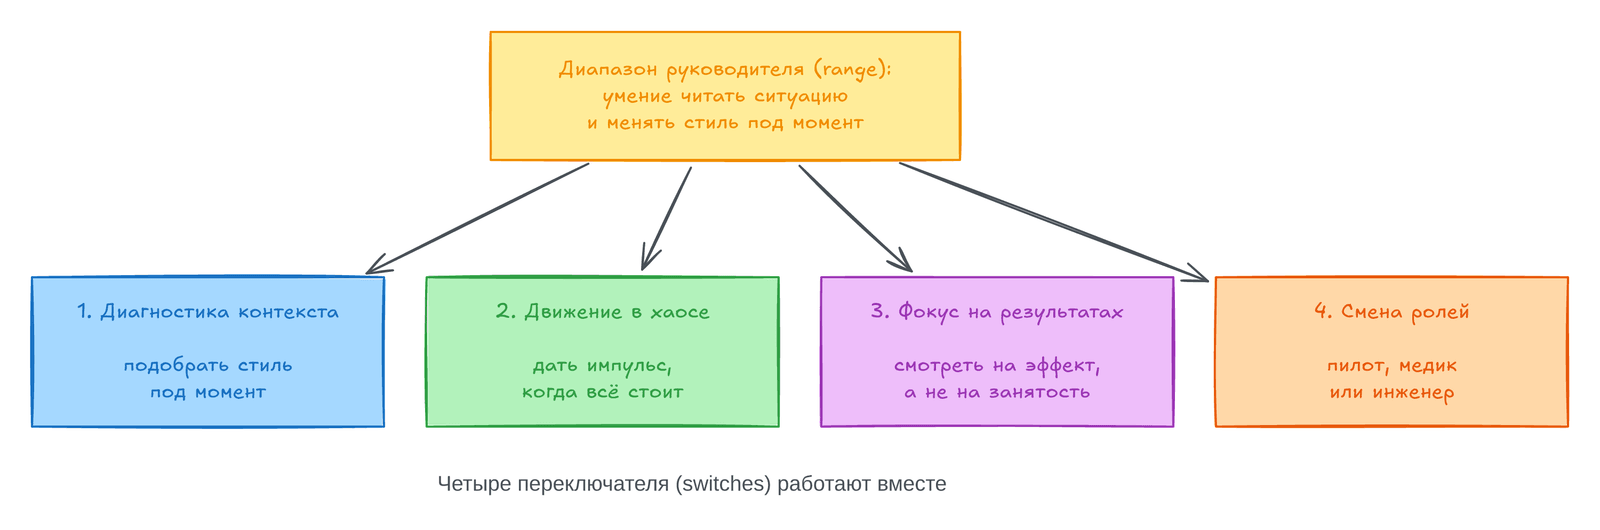 Диапазон руководителя (range):
умение читать ситуацию
и менять стиль под момент
1. Диагностика контекста
подобрать стиль
под момент
2. Движение в хаосе
дать импульс,
когда всё стоит
3. Фокус на результатах
смотреть на эффект,
а не на занятость
4. Смена ролей
пилот, медик
или инженер
Четыре переключателя (switches) работают вместе